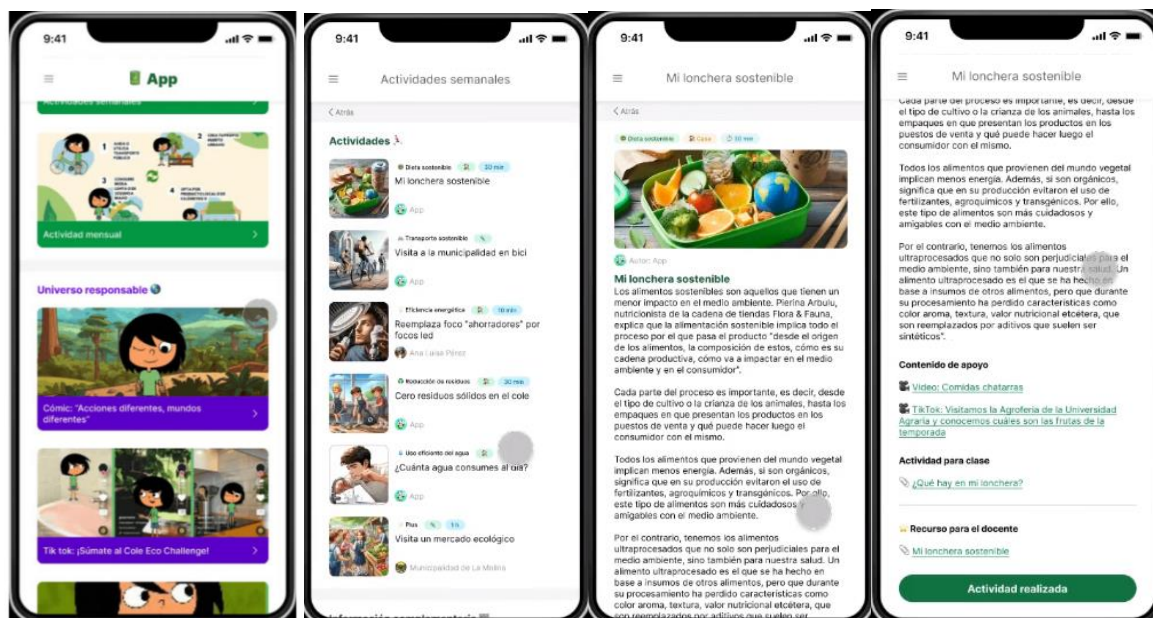 9:41
App
Actividades semanales
1
2
3
4
Actividad mensual
Universo responsable
Cómic: "Acciones diferentes, mundos
diferentes"
Tik tok: ¡Súmate al Cole Eco Challenge!
9:41
Actividades semanales
Atrás
Actividades
Dieta sostenible 20 min
Mi lonchera sostenible
App
Transporte sostenible
Visita a la municipalidad en bici
App
Eficiencia energética 10 min
Reemplaza foco "ahorradores" por
focos led
Ana Luisa Pérez
Reducción de residuos 20 min
Cero residuos sólidos en el cole
App
Uso eficiente del agua
¿Cuánta agua consumes al día?
App
Plus 1 h
Visita un mercado ecológico
Municipalidad de La Molina
Información complementaria
9:41
Mi lonchera sostenible
Atrás
Dieta sostenible Casa 20 min
Autor: App
Mi lonchera sostenible
Los alimentos sostenibles son aquellos que tienen un
menor impacto en el medio ambiente. Pierina Arbulu,
nutricionista de la cadena de tiendas Flora & Fauna,
explica que la alimentación sostenible implica todo el
proceso por el que pasa el producto "desde el origen
de los alimentos, la composición de estos, cómo es su
cadena productiva, cómo va a impactar en el medio
ambiente y en el consumidor".
Cada parte del proceso es importante, es decir, desde
el tipo de cultivo o la crianza de los animales, hasta los
empaques en que presentan los productos en los
puestos de venta y qué puede hacer luego el
consumidor con el mismo.
Todos los alimentos que provienen del mundo vegetal
implican menos energía. Además, si son orgánicos,
significa que en su producción evitaron el uso de
fertilizantes, agroquímicos y transgénicos. Por ello,
este tipo de alimentos son más cuidadosos y
amigables con el medio ambiente.
Por el contrario, tenemos los alimentos
ultraprocesados que no solo son perjudiciales para el
medio ambiente, sino también para nuestra salud. Un
alimento ultraprocesado es el que se ha hecho en
base a insumos de otros alimentos, pero que durante
su procesamiento ha perdido características como
color aroma, textura, valor nutricional etcétera, que
son reemplazados por aditivos que suelen ser
9:41
Mi lonchera sostenible
Cada parte del proceso es importante, es decir, desde
el tipo de cultivo o la crianza de los animales, hasta los
empaques en que presentan los productos en los
puestos de venta y qué puede hacer luego el
consumidor con el mismo.
Todos los alimentos que provienen del mundo vegetal
implican menos energía. Además, si son orgánicos,
significa que en su producción evitaron el uso de
fertilizantes, agroquímicos y transgénicos. Por ello,
este tipo de alimentos son más cuidadosos y
amigables con el medio ambiente.
Por el contrario, tenemos los alimentos
ultraprocesados que no solo son perjudiciales para el
medio ambiente, sino también para nuestra salud. Un
alimento ultraprocesado es el que se ha hecho en
base a insumos de otros alimentos, pero que durante
su procesamiento ha perdido características como
color aroma, textura, valor nutricional etcétera, que
son reemplazados por aditivos que suelen ser
sintéticos".
Contenido de apoyo
Video: Comidas chatarras
TikTok: Visitamos la Agroferia de la Universidad
Agraria y conocemos cuáles son las frutas de la
temporada
Actividad para clase
¿Qué hay en mi lonchera?
Recurso para el docente
Mi lonchera sostenible
Actividad realizada